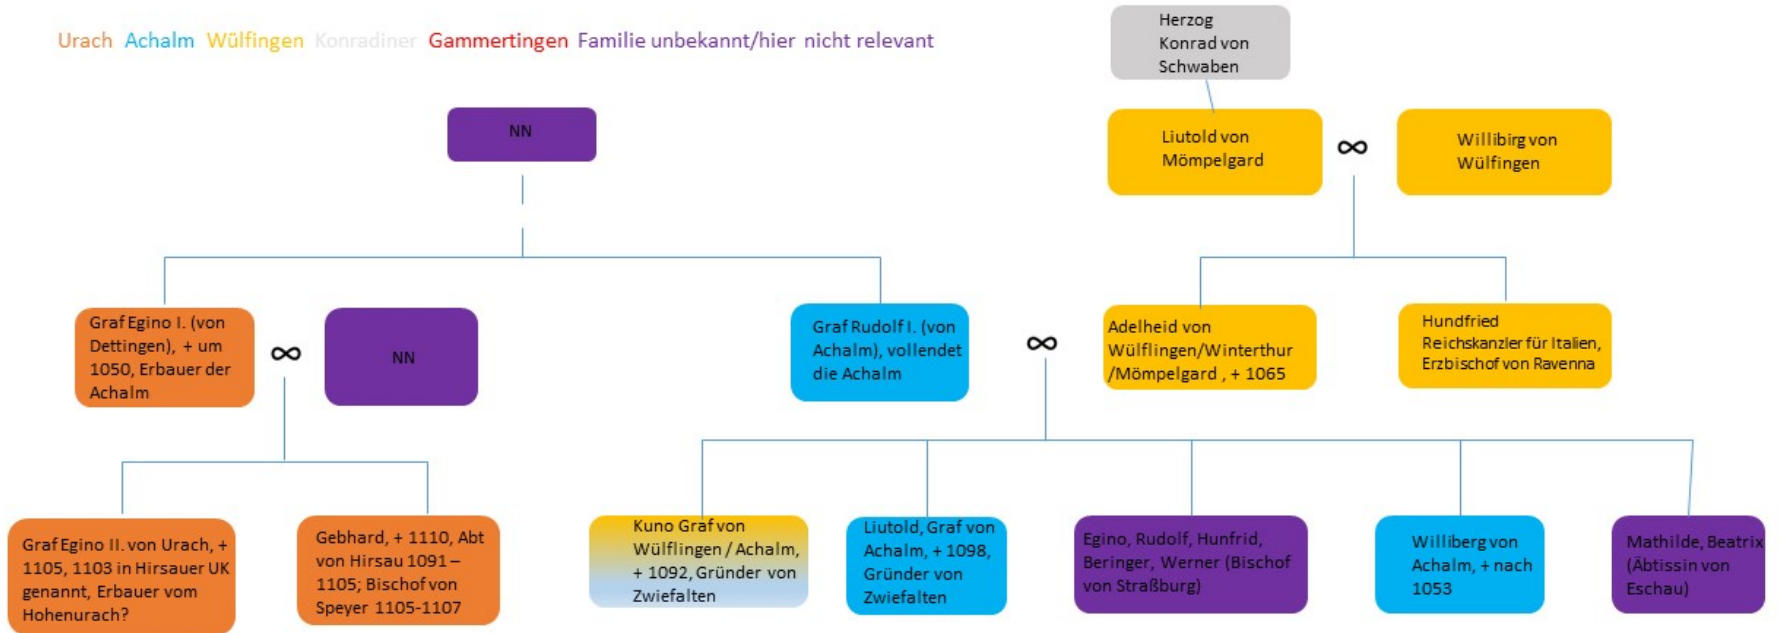 Urach Achalm Wülfingen Konradiner Gammertingen Familie unbekannt/hier nicht relevant
Herzog
Konrad von
Schwaben
NN
Liutold von
Mömpelgard
∞
Willibirg von
Wülfingen
Graf Egino I. (von
Dettingen), + um
1050, Erbauer der
Achalm
∞
NN
Graf Rudolf I. (von
Achalm), vollendet
die Achalm
∞
Adelheid von
Wülflingen/Winterthur
/Mömpelgard , + 1065
Hundfried
Reichskanzler für Italien,
Erzbischof von Ravenna
Graf Egino II. von Urach, +
1105, 1103 in Hirsauer UK
genannt, Erbauer vom
Hohenurach?
Gebhard, + 1110, Abt
von Hirsau 1091 –
1105; Bischof von
Speyer 1105-1107
Kuno Graf von
Wülflingen / Achalm,
+ 1092, Gründer von
Zwiefalten
Liutold, Graf von
Achalm, + 1098,
Gründer von
Zwiefalten
Egino, Rudolf, Hunfrid,
Beringer, Werner (Bischof
von Straßburg)
Williberg von
Achalm, + nach
1053
Mathilde, Beatrix
(Äbtissin von
Eschau)